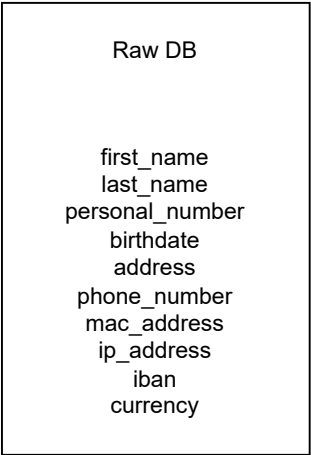 Raw DB
first_name
last_name
personal_number
birthdate
address
phone_number
mac_address
ip_address
iban
currency